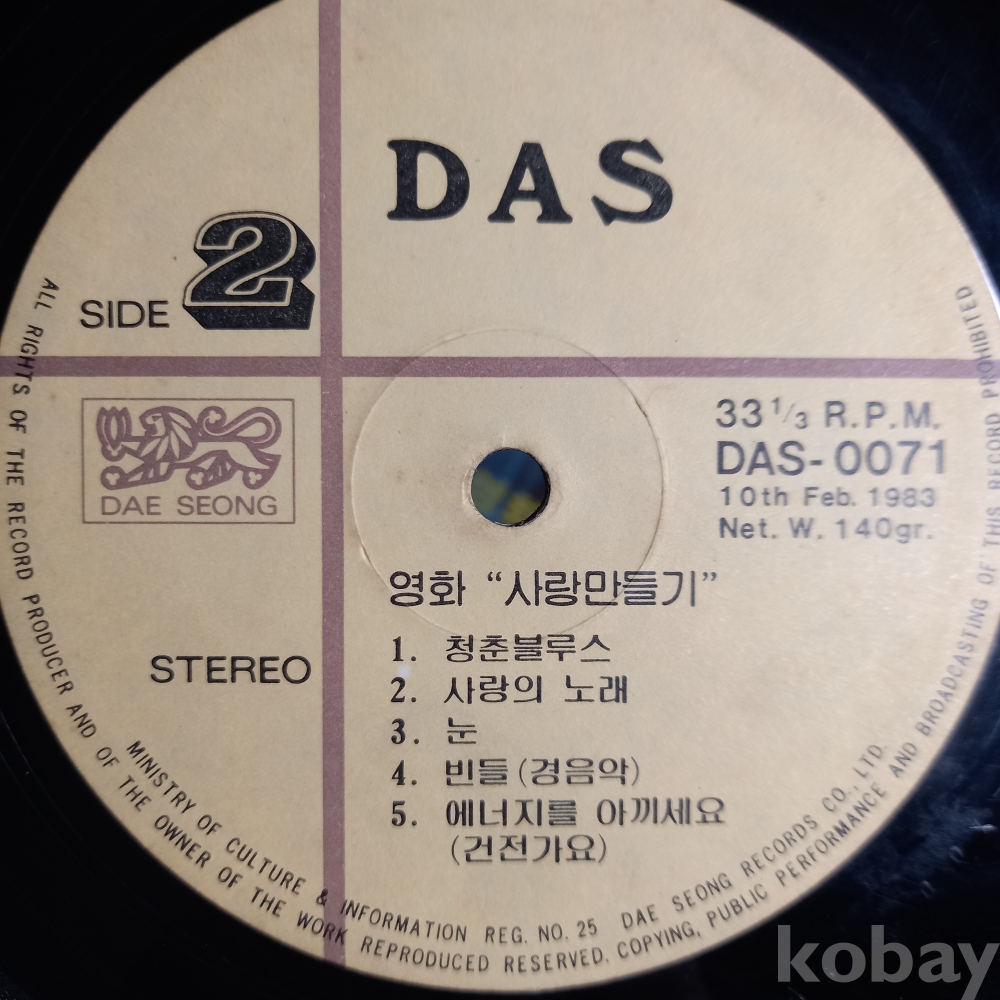 DAS
SIDE 2
DAE SEONG
33 1/3 R.P.M.
DAS-0071
10th Feb. 1983
Net. W. 140gr.
STEREO
영화 “사랑만들기”
1. 청춘블루스
2. 사랑의 노래
3. 눈
4. 빈들(경음악)
5. 에너지를 아끼세요
(건전가요)
MINISTRY OF CULTURE & INFORMATION REG. NO. 25 DAE SEONG RECORDS CO., LTD.
ALL RIGHTS OF THE RECORD PRODUCER AND OF THE OWNER OF THE WORK REPRODUCED RESERVED. COPYING, PUBLIC PERFORMANCE AND BROADCASTING OF THIS RECORD PROHIBITED
kobay